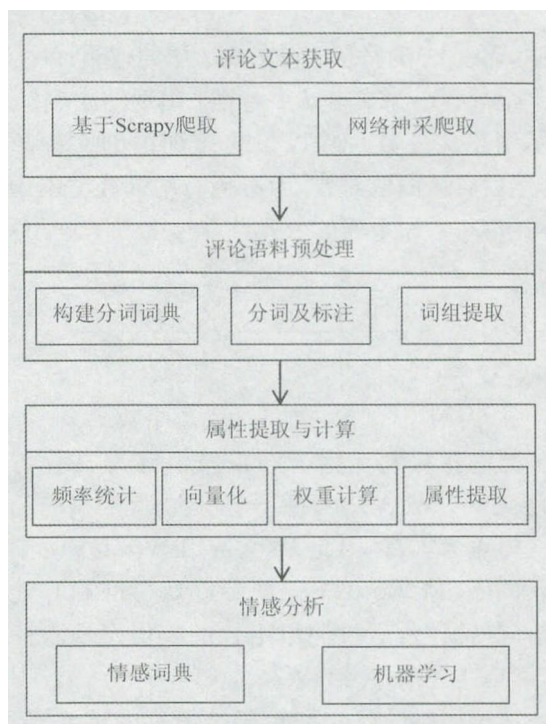 评论文本获取
基于Scrapy爬取 网络神采爬取
评论语料预处理
构建分词词典 分词及标注 词组提取
属性提取与计算
频率统计 向量化 权重计算 属性提取
情感分析
情感词典 机器学习